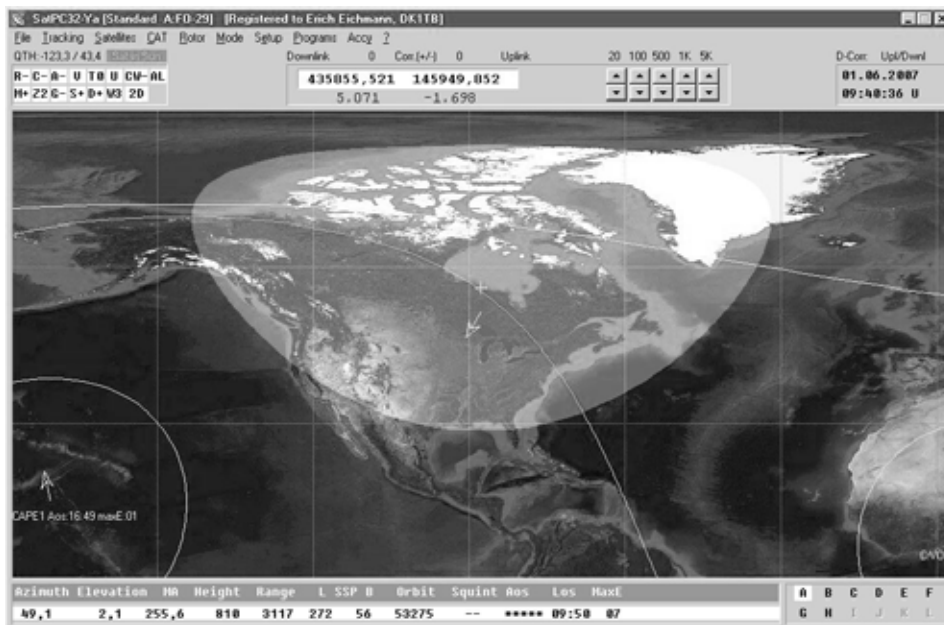 SatPC32-Ya [Standard A:FO-29] - [Registered to Erich Eichmann, DK1TB]
File Tracking Satellites CAT Rotor Mode Setup Programs Accy ?
QTH:-123,3 / 43,4
Downlink 0 Corr.(+/-) 0 Uplink
20 100 500 1K 5K
D-Corr. Upl/Dwnl
R- C- A- V T0 U CW- AL
M+ Z2 G- S+ D+ W3 2D
435855,521 145949,852
5.071 -1.698
01.06.2007
09:40:36 U
CAPE1 Aos:16:49 maxE:01
Azimuth Elevation MA Height Range L SSP B Orbit Squint Aos Los MaxE
49,1 2,1 255,6 810 3117 272 56 53275 -- ***** 09:50 07
A B C D E F
G H I J K L